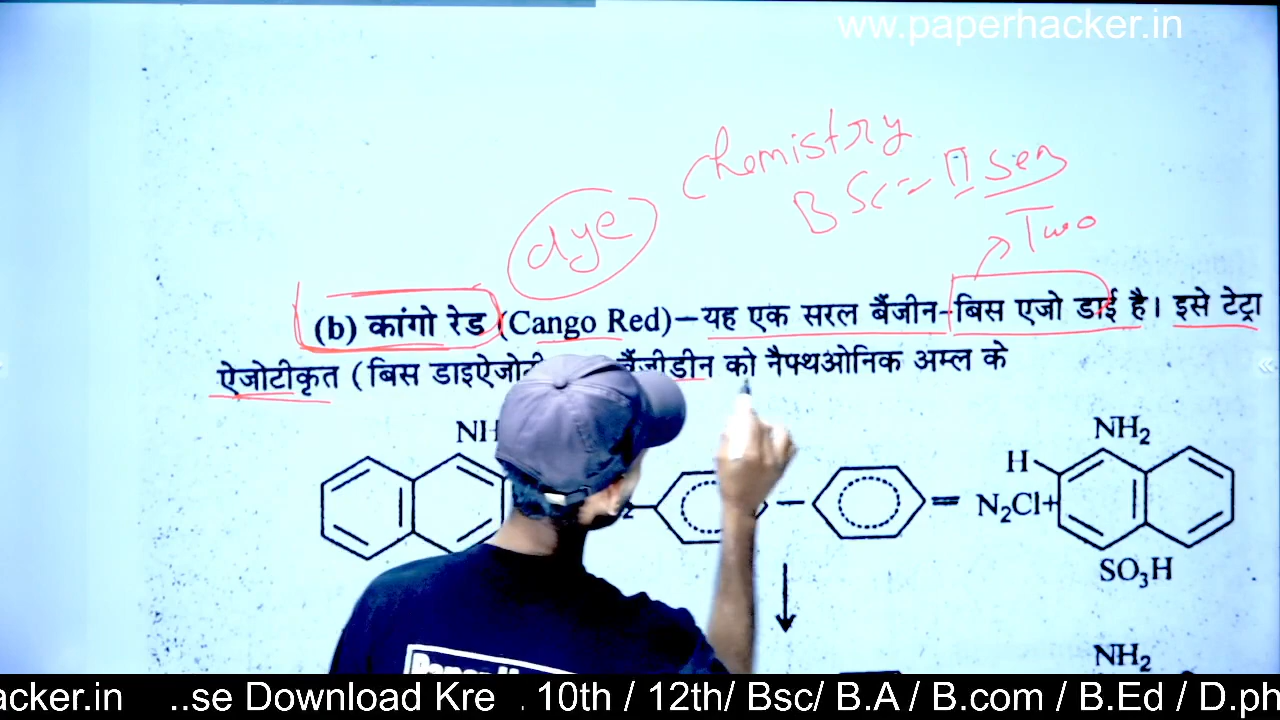 ww.paperhacker.in
chemistry
BSc = II Sem
dye
Two
(b) कांगो रेड (Cango Red)–यह एक सरल बैंजीन-बिस एजो डाई है। इसे टेट्रा
ऐजोटीकृत (बिस डाइऐजोटी बैंजीडीन को नैफ्थओनिक अम्ल के
NH
NH₂
H
N₂Cl+
SO₃H
NH₂
acker.in ..se Download Kre . 10th / 12th/ Bsc/ B.A / B.com / B.Ed / D.ph